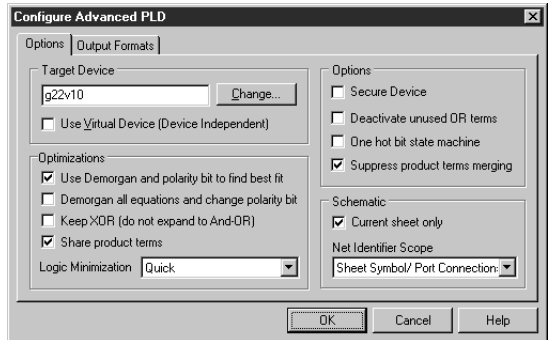 Configure Advanced PLD
Options
Output Formats
Target Device
g22v10
Change...
Use Virtual Device (Device Independent)
Optimizations
Use Demorgan and polarity bit to find best fit
Demorgan all equations and change polarity bit
Keep XOR (do not expand to And-OR)
Share product terms
Logic Minimization
Quick
Options
Secure Device
Deactivate unused OR terms
One hot bit state machine
Suppress product terms merging
Schematic
Current sheet only
Net Identifier Scope
Sheet Symbol/ Port Connection
OK
Cancel
Help